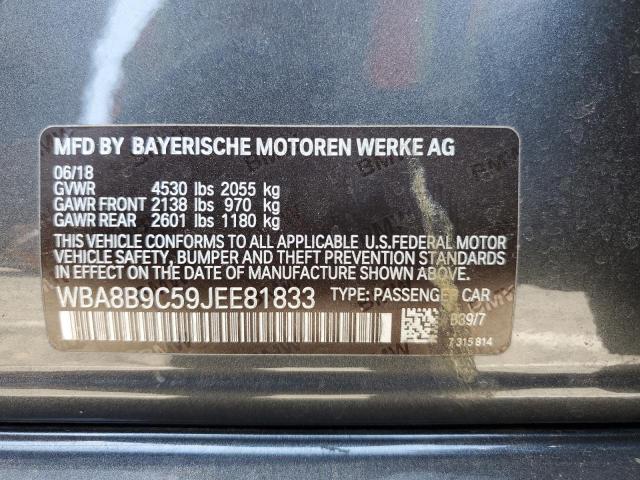 MFD BY BAYERISCHE MOTOREN WERKE AG
06/18
GVWR 4530 lbs 2055 kg
GAWR FRONT 2138 lbs 970 kg
GAWR REAR 2601 lbs 1180 kg
THIS VEHICLE CONFORMS TO ALL APPLICABLE U.S.FEDERAL MOTOR
VEHICLE SAFETY, BUMPER AND THEFT PREVENTION STANDARDS
IN EFFECT ON THE DATE OF MANUFACTURE SHOWN ABOVE.
WBA8B9C59JEE81833 TYPE: PASSENGER CAR
B39/7
7 315 814